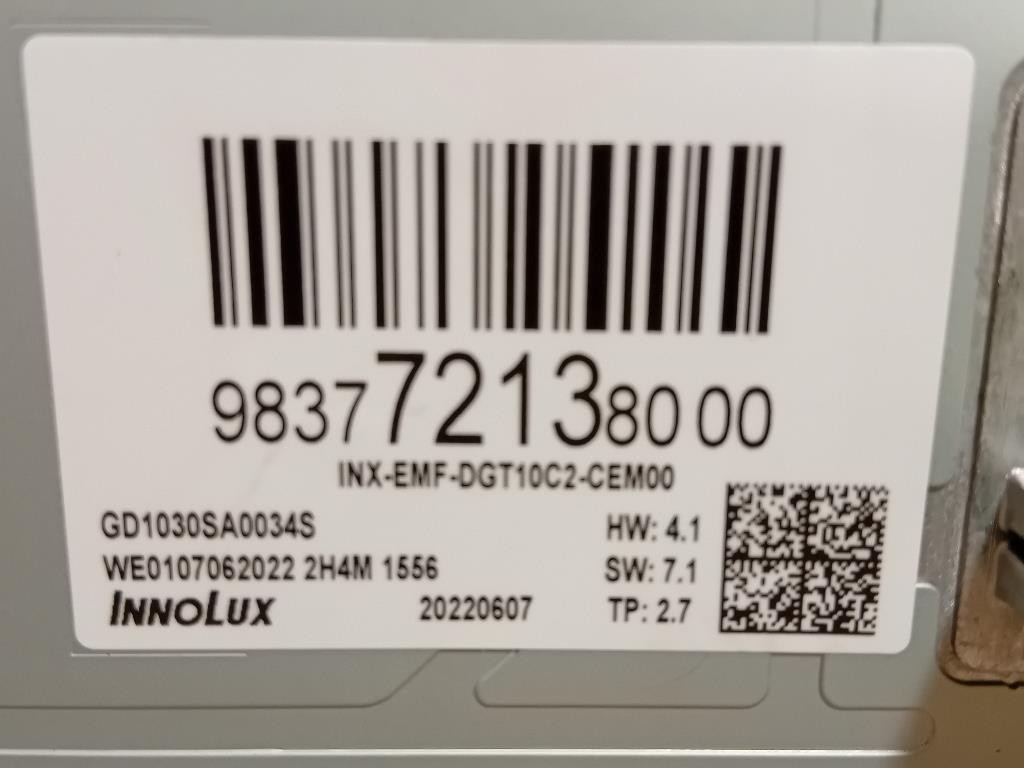 9837721380 00
INX-EMF-DGT10C2-CEM00
GD1030SA0034S HW: 4.1
WE0107062022 2H4M 1556 SW: 7.1
INNOLUX 20220607 TP: 2.7